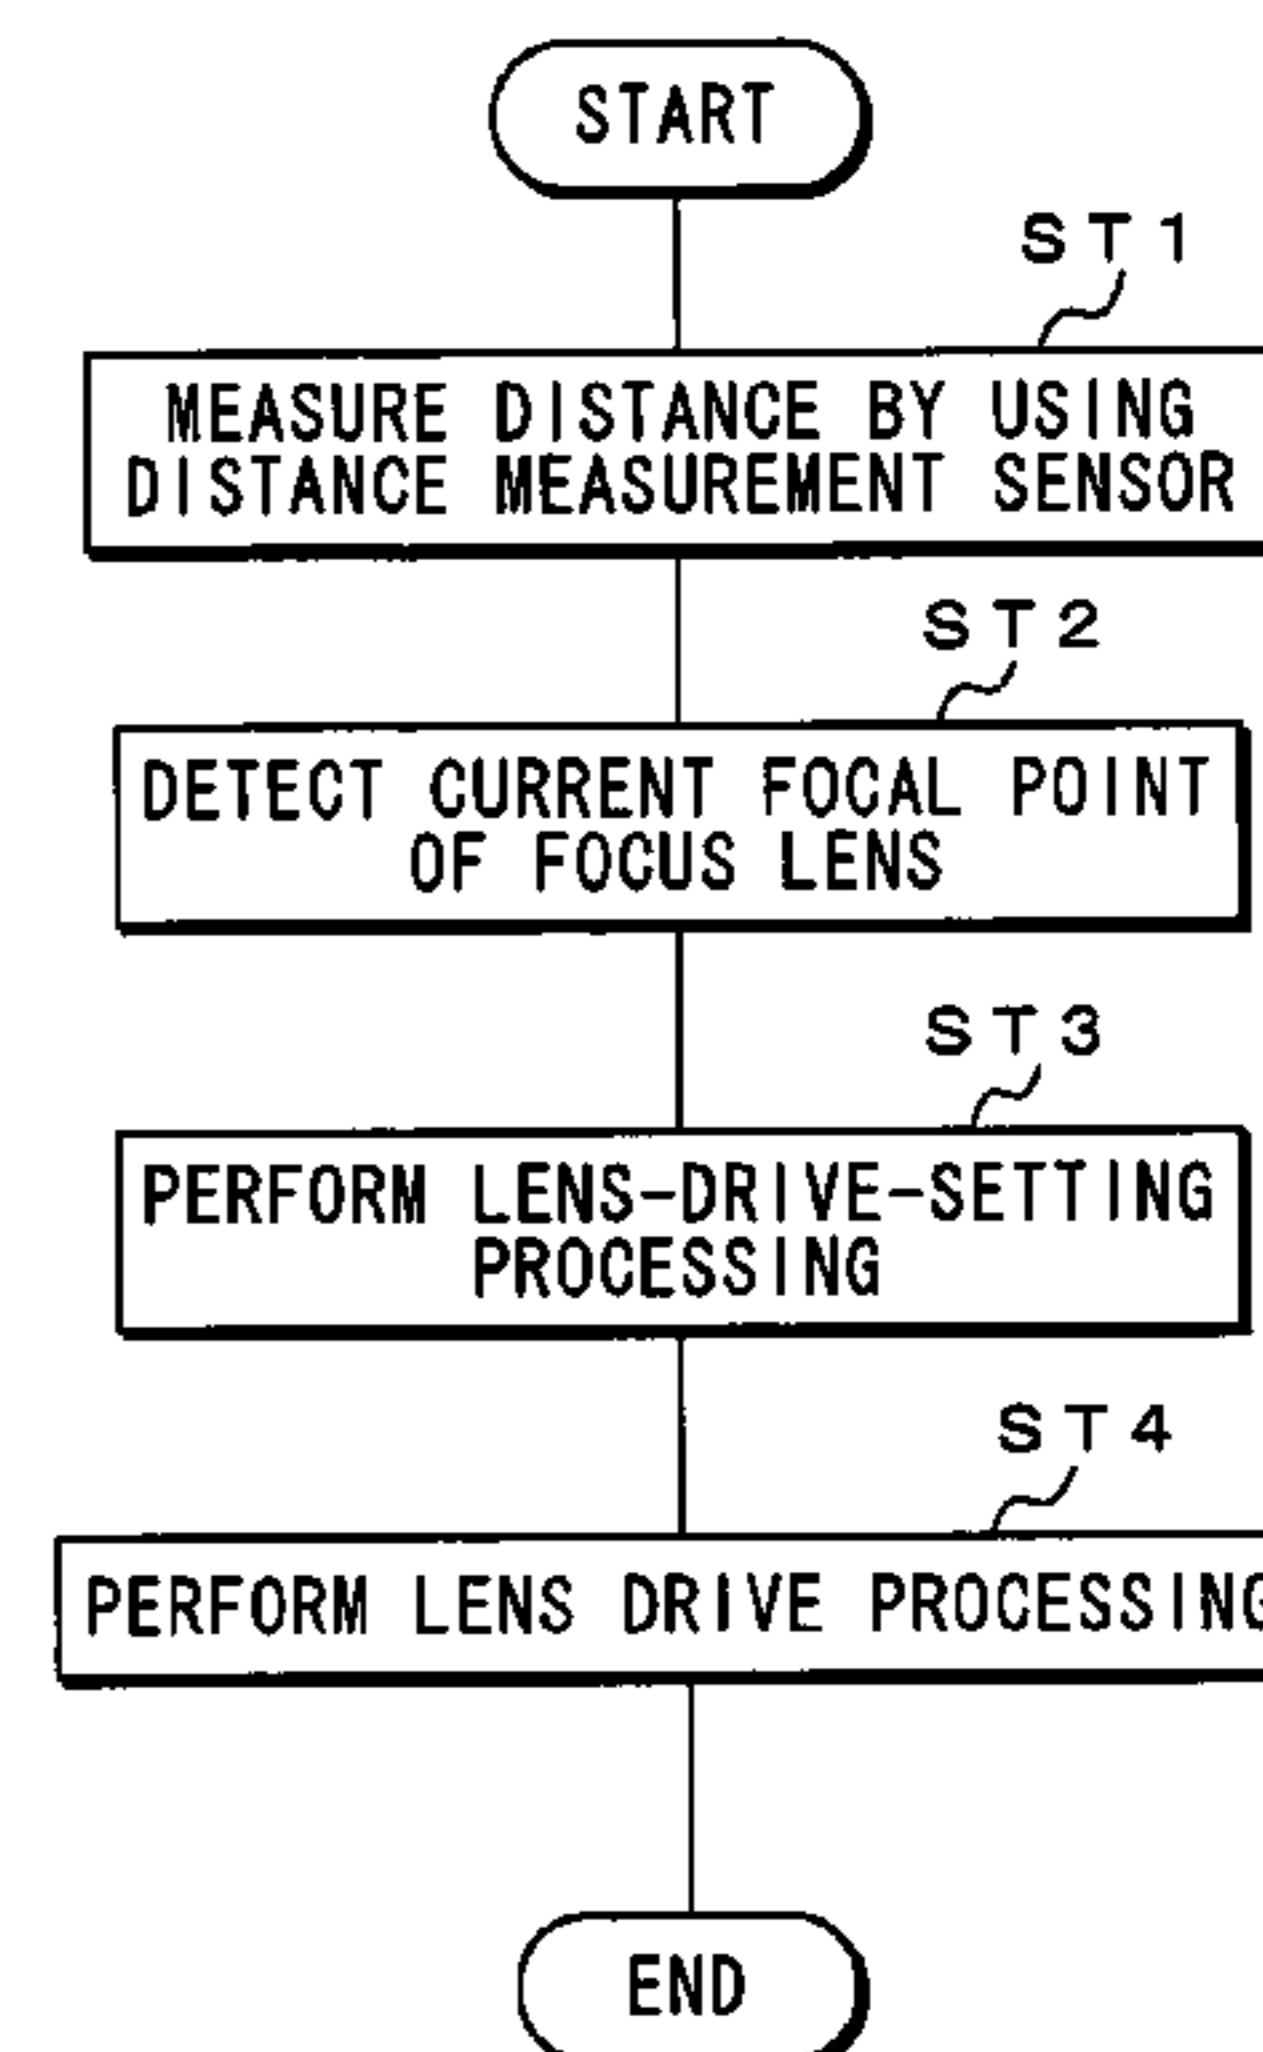 START
ST1
MEASURE DISTANCE BY USING
DISTANCE MEASUREMENT SENSOR
ST2
DETECT CURRENT FOCAL POINT
OF FOCUS LENS
ST3
PERFORM LENS-DRIVE-SETTING
PROCESSING
ST4
PERFORM LENS DRIVE PROCESSING
END